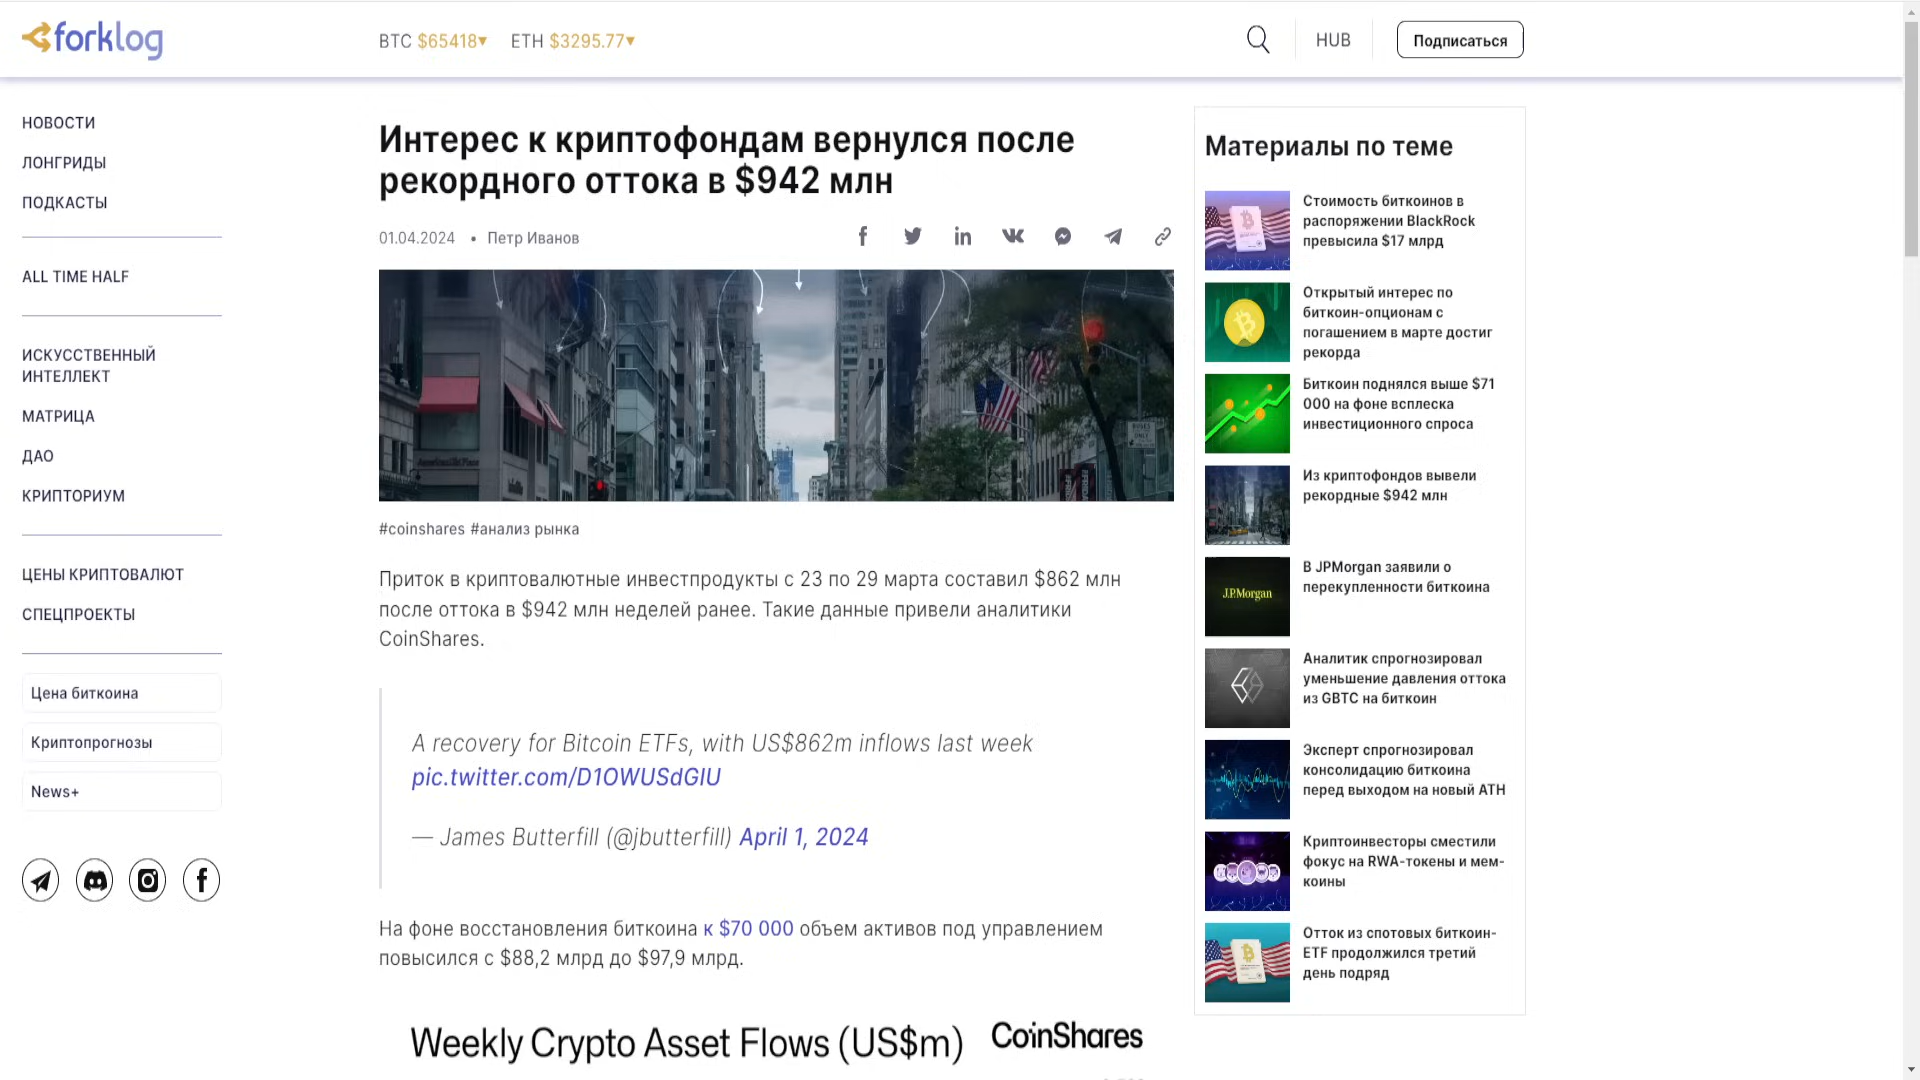 forklog
BTC $65418▾ ETH $3295.77▾
HUB
Подписаться
НОВОСТИ
ЛОНГРИДЫ
ПОДКАСТЫ
ALL TIME HALF
ИСКУССТВЕННЫЙ
ИНТЕЛЛЕКТ
МАТРИЦА
ДАО
КРИПТОРИУМ
ЦЕНЫ КРИПТОВАЛЮТ
СПЕЦПРОЕКТЫ
Цена биткоина
Криптопрогнозы
News+
Интерес к криптофондам вернулся после
рекордного оттока в $942 млн
01.04.2024 • Петр Иванов
#coinshares #анализ рынка
Приток в криптовалютные инвестпродукты с 23 по 29 марта составил $862 млн
после оттока в $942 млн неделей ранее. Такие данные привели аналитики
CoinShares.
A recovery for Bitcoin ETFs, with US$862m inflows last week
pic.twitter.com/D1OWUSdGIU
— James Butterfill (@jbutterfill) April 1, 2024
На фоне восстановления биткоина к $70 000 объем активов под управлением
повысился с $88,2 млрд до $97,9 млрд.
Weekly Crypto Asset Flows (US$m)
CoinShares
Материалы по теме
Стоимость биткоинов в
распоряжении BlackRock
превысила $17 млрд
Открытый интерес по
биткоин-опционам с
погашением в марте достиг
рекорда
Биткоин поднялся выше $71
000 на фоне всплеска
инвестиционного спроса
Из криптофондов вывели
рекордные $942 млн
J.P.Morgan
В JPMorgan заявили о
перекупленности биткоина
Аналитик спрогнозировал
уменьшение давления оттока
из GBTC на биткоин
Эксперт спрогнозировал
консолидацию биткоина
перед выходом на новый ATH
Криптоинвесторы сместили
фокус на RWA-токены и мем-
коины
Отток из спотовых биткоин-
ETF продолжился третий
день подряд